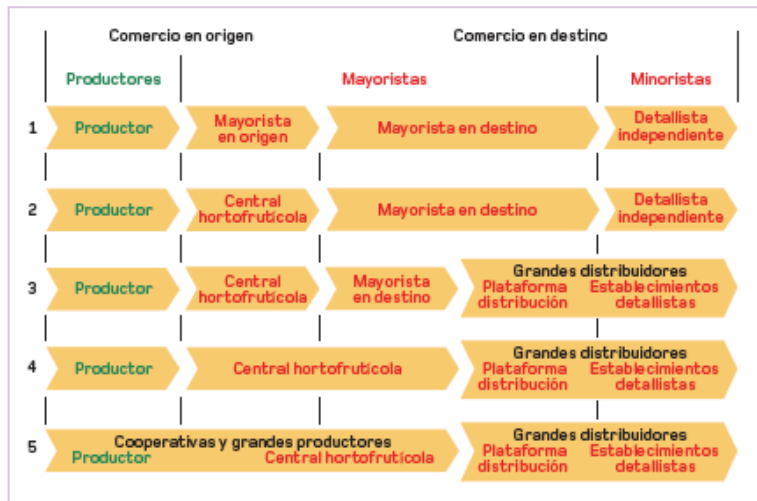 Comercio en origen Comercio en destino
Productores Mayoristas Minoristas
1 Productor Mayorista en origen Mayorista en destino Detallista independiente
2 Productor Central hortofrutícola Mayorista en destino Detallista independiente
3 Productor Central hortofrutícola Mayorista en destino Grandes distribuidores Plataforma distribución Establecimientos detallistas
4 Productor Central hortofrutícola Grandes distribuidores Plataforma distribución Establecimientos detallistas
5 Cooperativas y grandes productores Productor Central hortofrutícola Grandes distribuidores Plataforma distribución Establecimientos detallistas